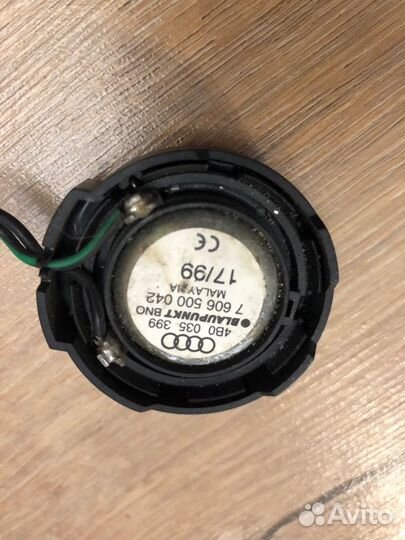 4B0 035 399
BLAUPUNKT BNO
7 606 500 042
MALAYSIA
17/99
CE
Avito